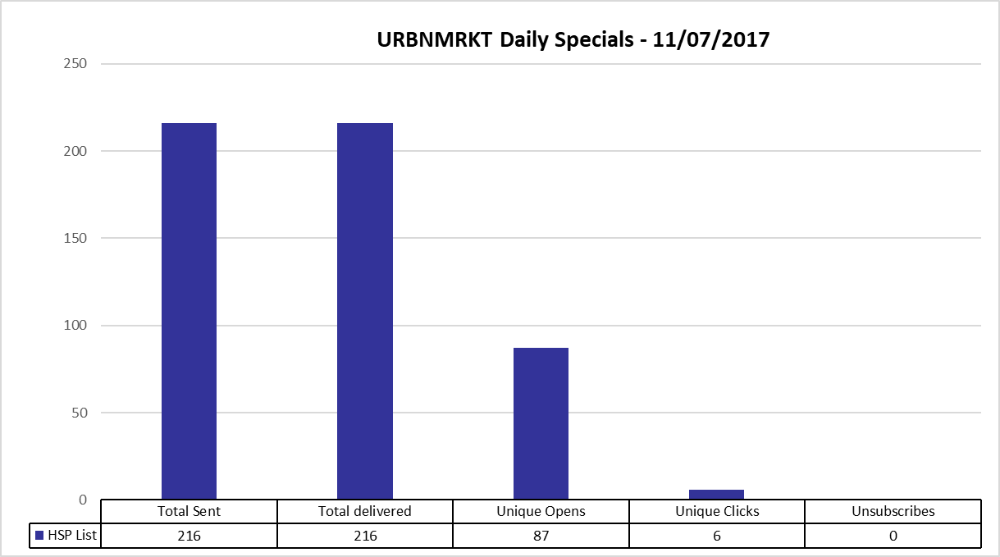 URBNMRKT Daily Specials - 11/07/2017
250
200
150
100
50
0
Total Sent Total delivered Unique Opens Unique Clicks Unsubscribes
HSP List 216 216 87 6 0